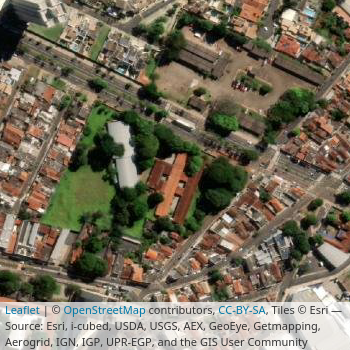 Leaflet | © OpenStreetMap contributors, CC-BY-SA, Tiles © Esri —
Source: Esri, i-cubed, USDA, USGS, AEX, GeoEye, Getmapping,
Aerogrid, IGN, IGP, UPR-EGP, and the GIS User Community